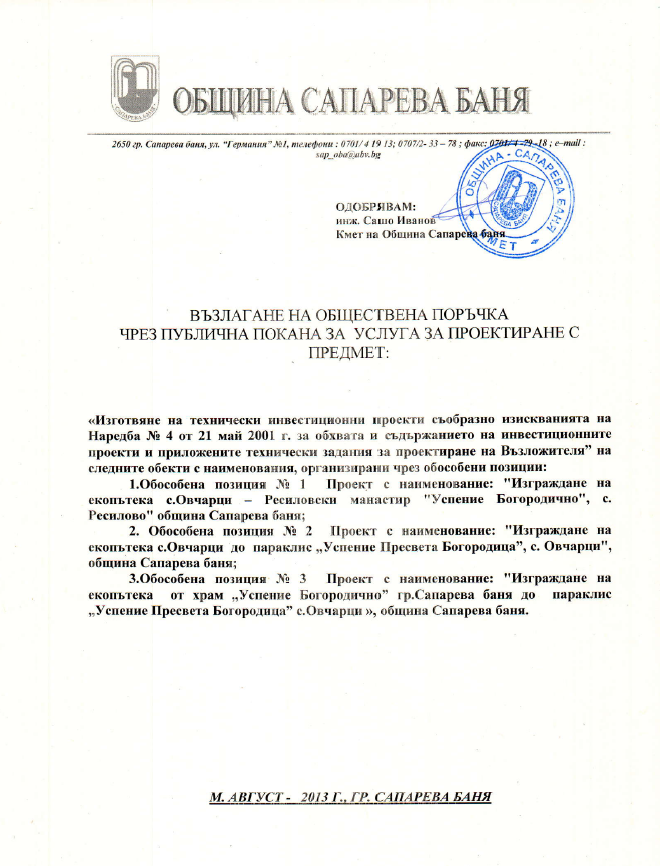 ОБЩИНА САПАРЕВА БАНЯ
САПАРЕВА БАНЯ
2650 гр. Сапарева баня, ул. “Германия” №1, телефони : 0701/ 4 19 13; 0707/2- 33 – 78 ; факс: 0701/ 4 -29 -18 ; e–mail :
sap_oba@abv.bg
ОБЩИНА - САПАРЕВА БАНЯ
САПАРЕВА БАНЯ
КМЕТ
ОДОБРЯВАМ:
инж. Сашо Иванов
Кмет на Община Сапарева баня
ВЪЗЛАГАНЕ НА ОБЩЕСТВЕНА ПОРЪЧКА
ЧРЕЗ ПУБЛИЧНА ПОКАНА ЗА УСЛУГА ЗА ПРОЕКТИРАНЕ С
ПРЕДМЕТ:
«Изготвяне на технически инвестиционни проекти съобразно изискванията на
Наредба № 4 от 21 май 2001 г. за обхвата и съдържанието на инвестиционните
проекти и приложените технически задания за проектиране на Възложителя” на
следните обекти с наименования, организирани чрез обособени позиции:
1.Обособена позиция № 1 Проект с наименование: "Изграждане на
екопътека с.Овчарци – Ресиловски манастир "Успение Богородично", с.
Ресилово" община Сапарева баня;
2. Обособена позиция № 2 Проект с наименование: "Изграждане на
екопътека с.Овчарци до параклис „Успение Пресвета Богородица”, с. Овчарци",
община Сапарева баня;
3.Обособена позиция № 3 Проект с наименование: "Изграждане на
екопътека от храм „Успение Богородично” гр.Сапарева баня до параклис
„Успение Пресвета Богородица” с.Овчарци », община Сапарева баня.
М. АВГУСТ - 2013 Г., ГР. САПАРЕВА БАНЯ